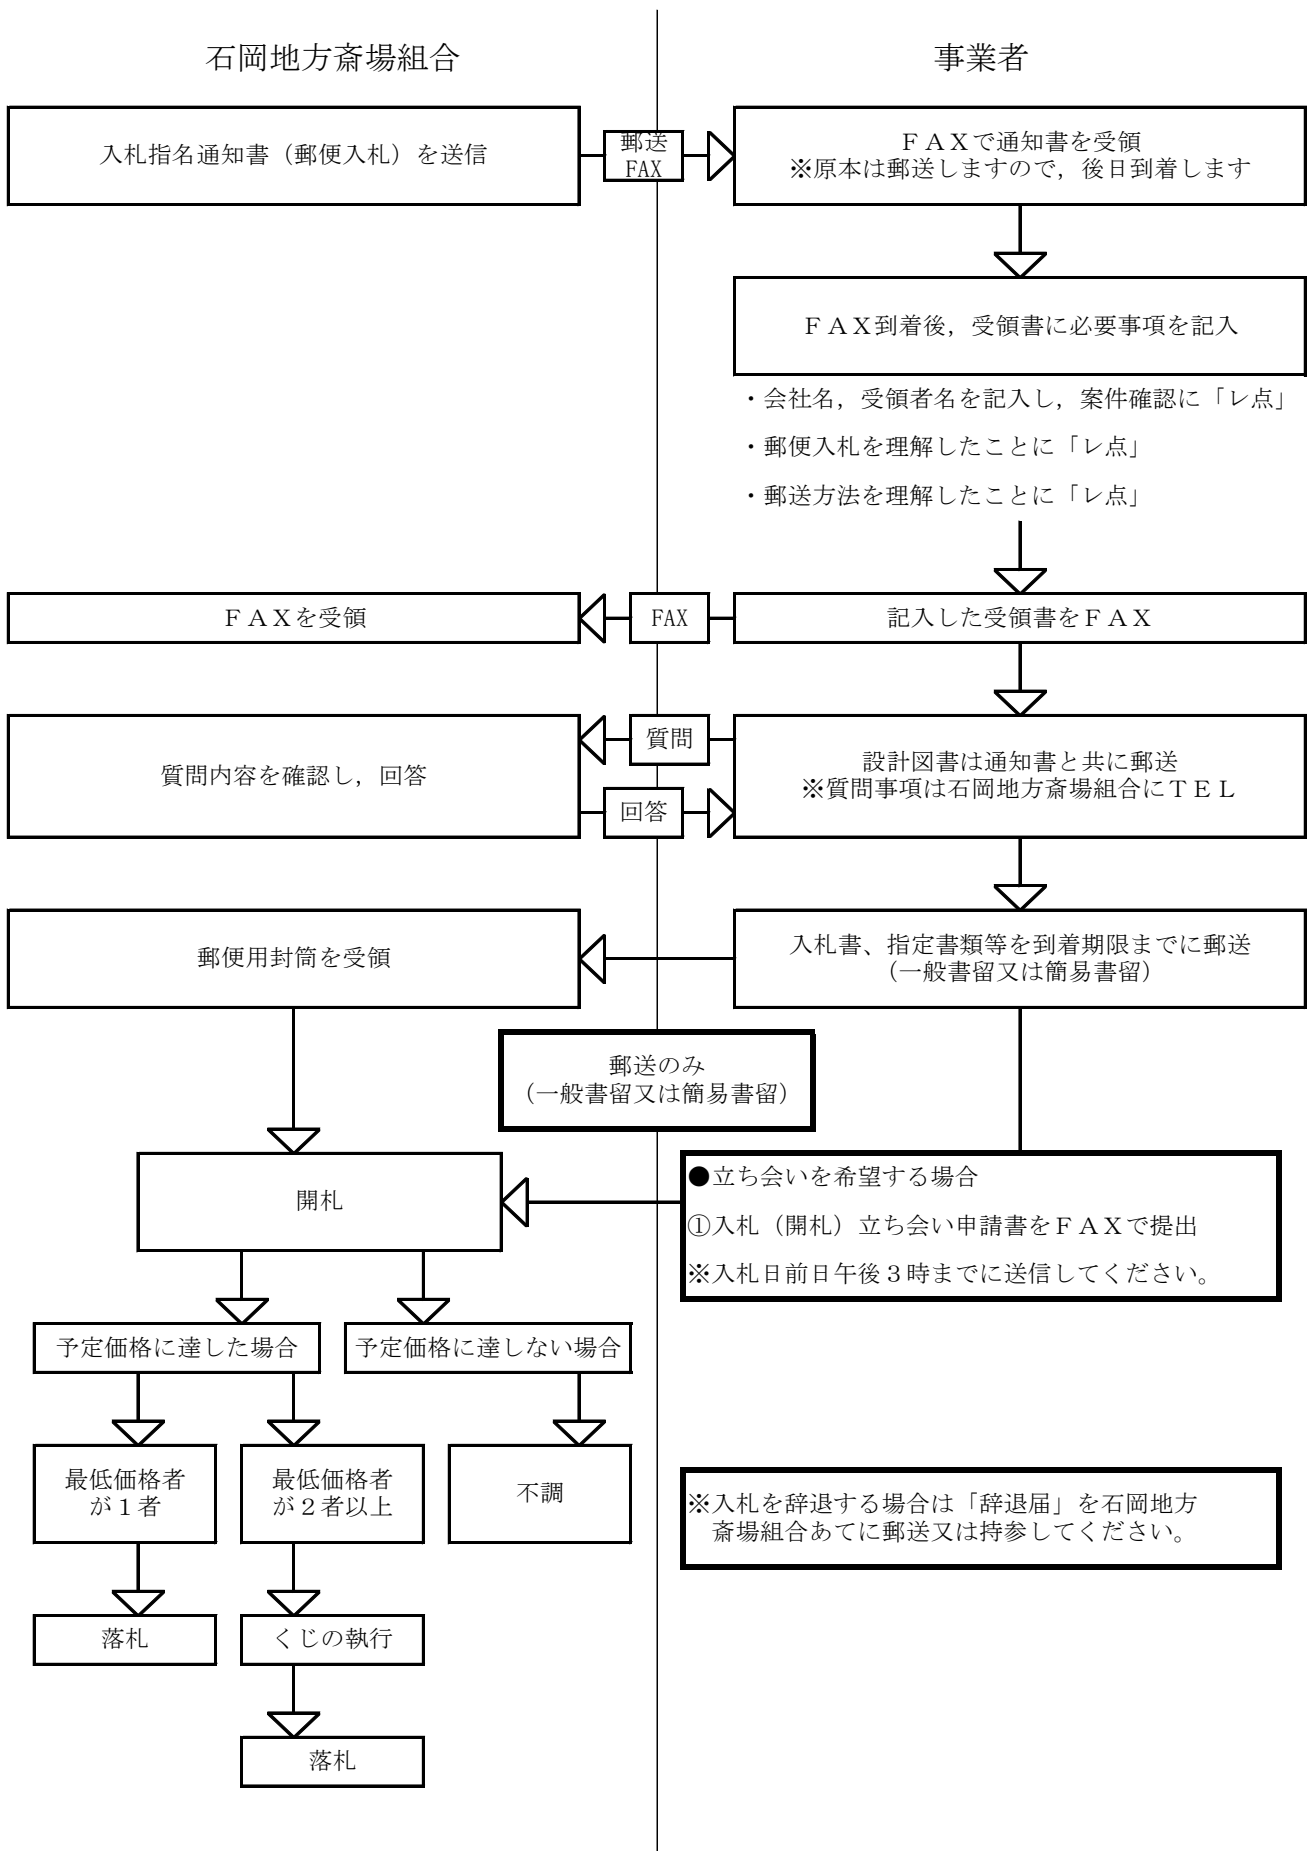 石岡地方斎場組合
事業者
入札指名通知書（郵便入札）を送信
郵送
FAX
ＦＡＸで通知書を受領
※原本は郵送しますので，後日到着します
ＦＡＸ到着後，受領書に必要事項を記入
・会社名，受領者名を記入し，案件確認に「レ点」
・郵便入札を理解したことに「レ点」
・郵送方法を理解したことに「レ点」
ＦＡＸを受領
FAX
記入した受領書をＦＡＸ
質問内容を確認し，回答
質問
回答
設計図書は通知書と共に郵送
※質問事項は石岡地方斎場組合にＴＥＬ
郵便用封筒を受領
入札書、指定書類等を到着期限までに郵送
（一般書留又は簡易書留）
郵送のみ
（一般書留又は簡易書留）
開札
●立ち会いを希望する場合
①入札（開札）立ち会い申請書をＦＡＸで提出
※入札日前日午後３時までに送信してください。
予定価格に達した場合
予定価格に達しない場合
最低価格者
が１者
最低価格者
が２者以上
不調
※入札を辞退する場合は「辞退届」を石岡地方
斎場組合あてに郵送又は持参してください。
落札
くじの執行
落札